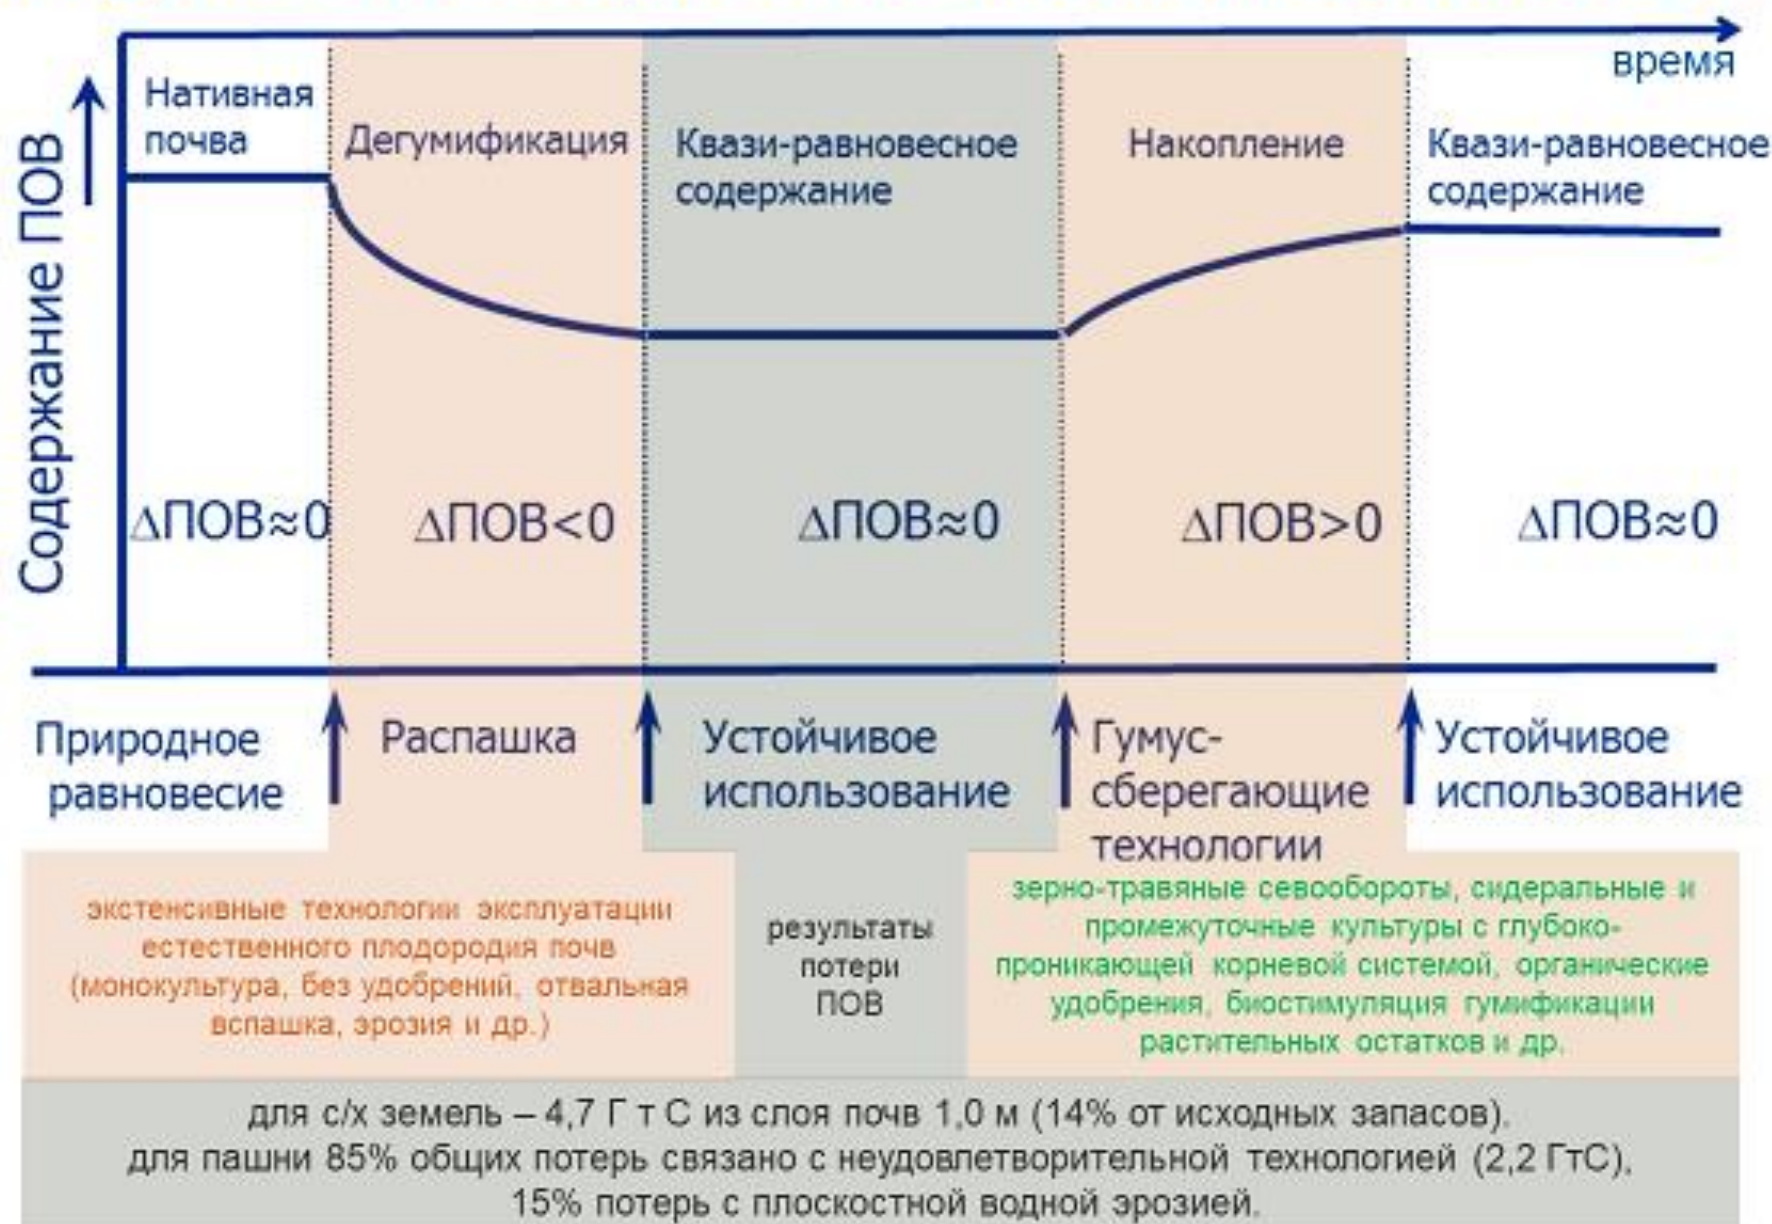 время
Содержание ПОВ
Нативная
почва
Дегумификация
Квази-равновесное
содержание
Накопление
Квази-равновесное
содержание
ΔПОВ≈0
ΔПОВ<0
ΔПОВ≈0
ΔПОВ>0
ΔПОВ≈0
Природное
равновесие
Распашка
Устойчивое
использование
Гумус-
сберегающие
технологии
Устойчивое
использование
экстенсивные технологии эксплуатации
естественного плодородия почв
(монокультура, без удобрений, отвальная
вспашка, эрозия и др.)
результаты
потери
ПОВ
зерно-травяные севообороты, сидеральные и
промежуточные культуры с глубоко-
проникающей корневой системой, органические
удобрения, биостимуляция гумификации
растительных остатков и др.
для с/х земель – 4,7 Г т С из слоя почв 1,0 м (14% от исходных запасов).
для пашни 85% общих потерь связано с неудовлетворительной технологией (2,2 ГтС),
15% потерь с плоскостной водной эрозией.